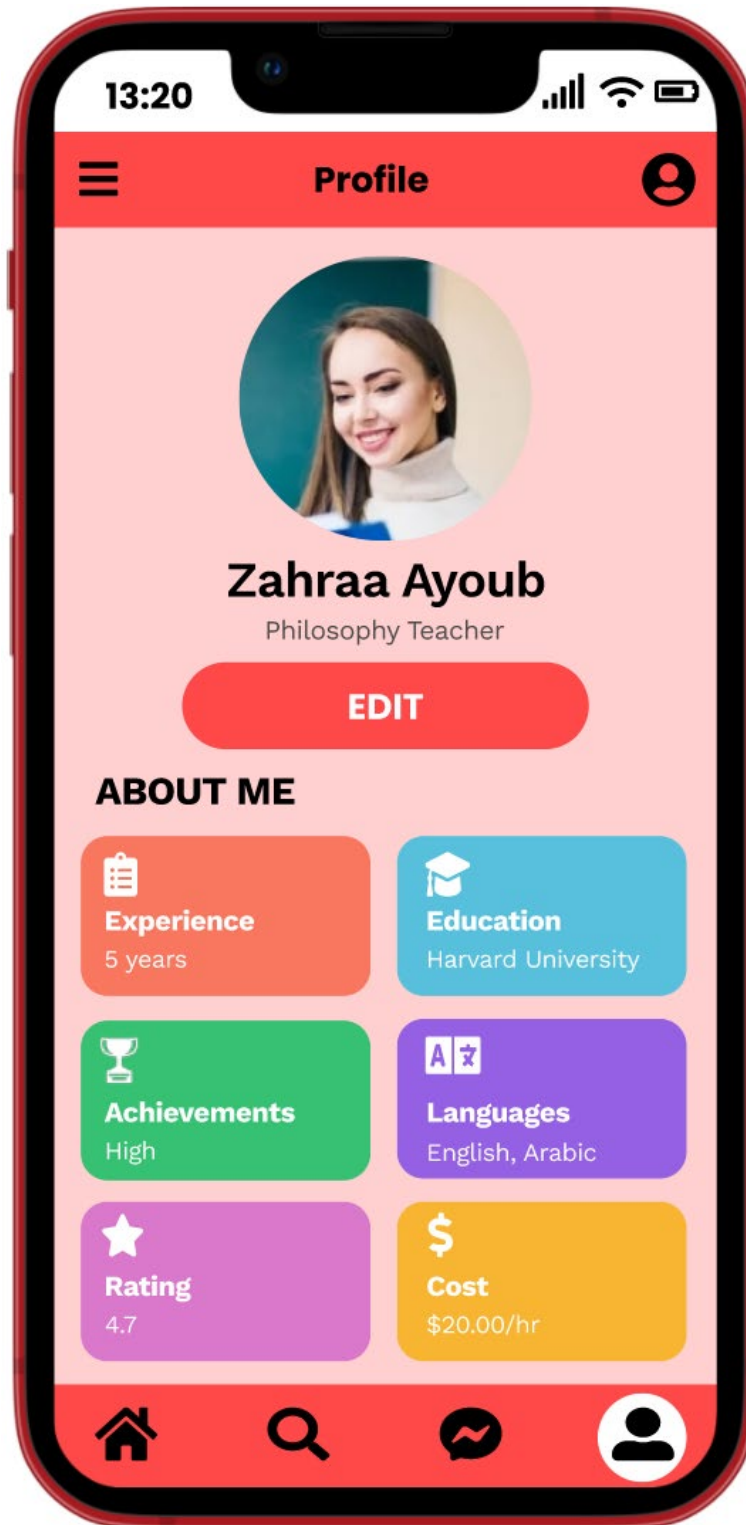 13:20
Profile
Zahraa Ayoub
Philosophy Teacher
EDIT
ABOUT ME
Experience
5 years
Education
Harvard University
Achievements
High
A
Languages
English, Arabic
Rating
4.7
$
Cost
$20.00/hr